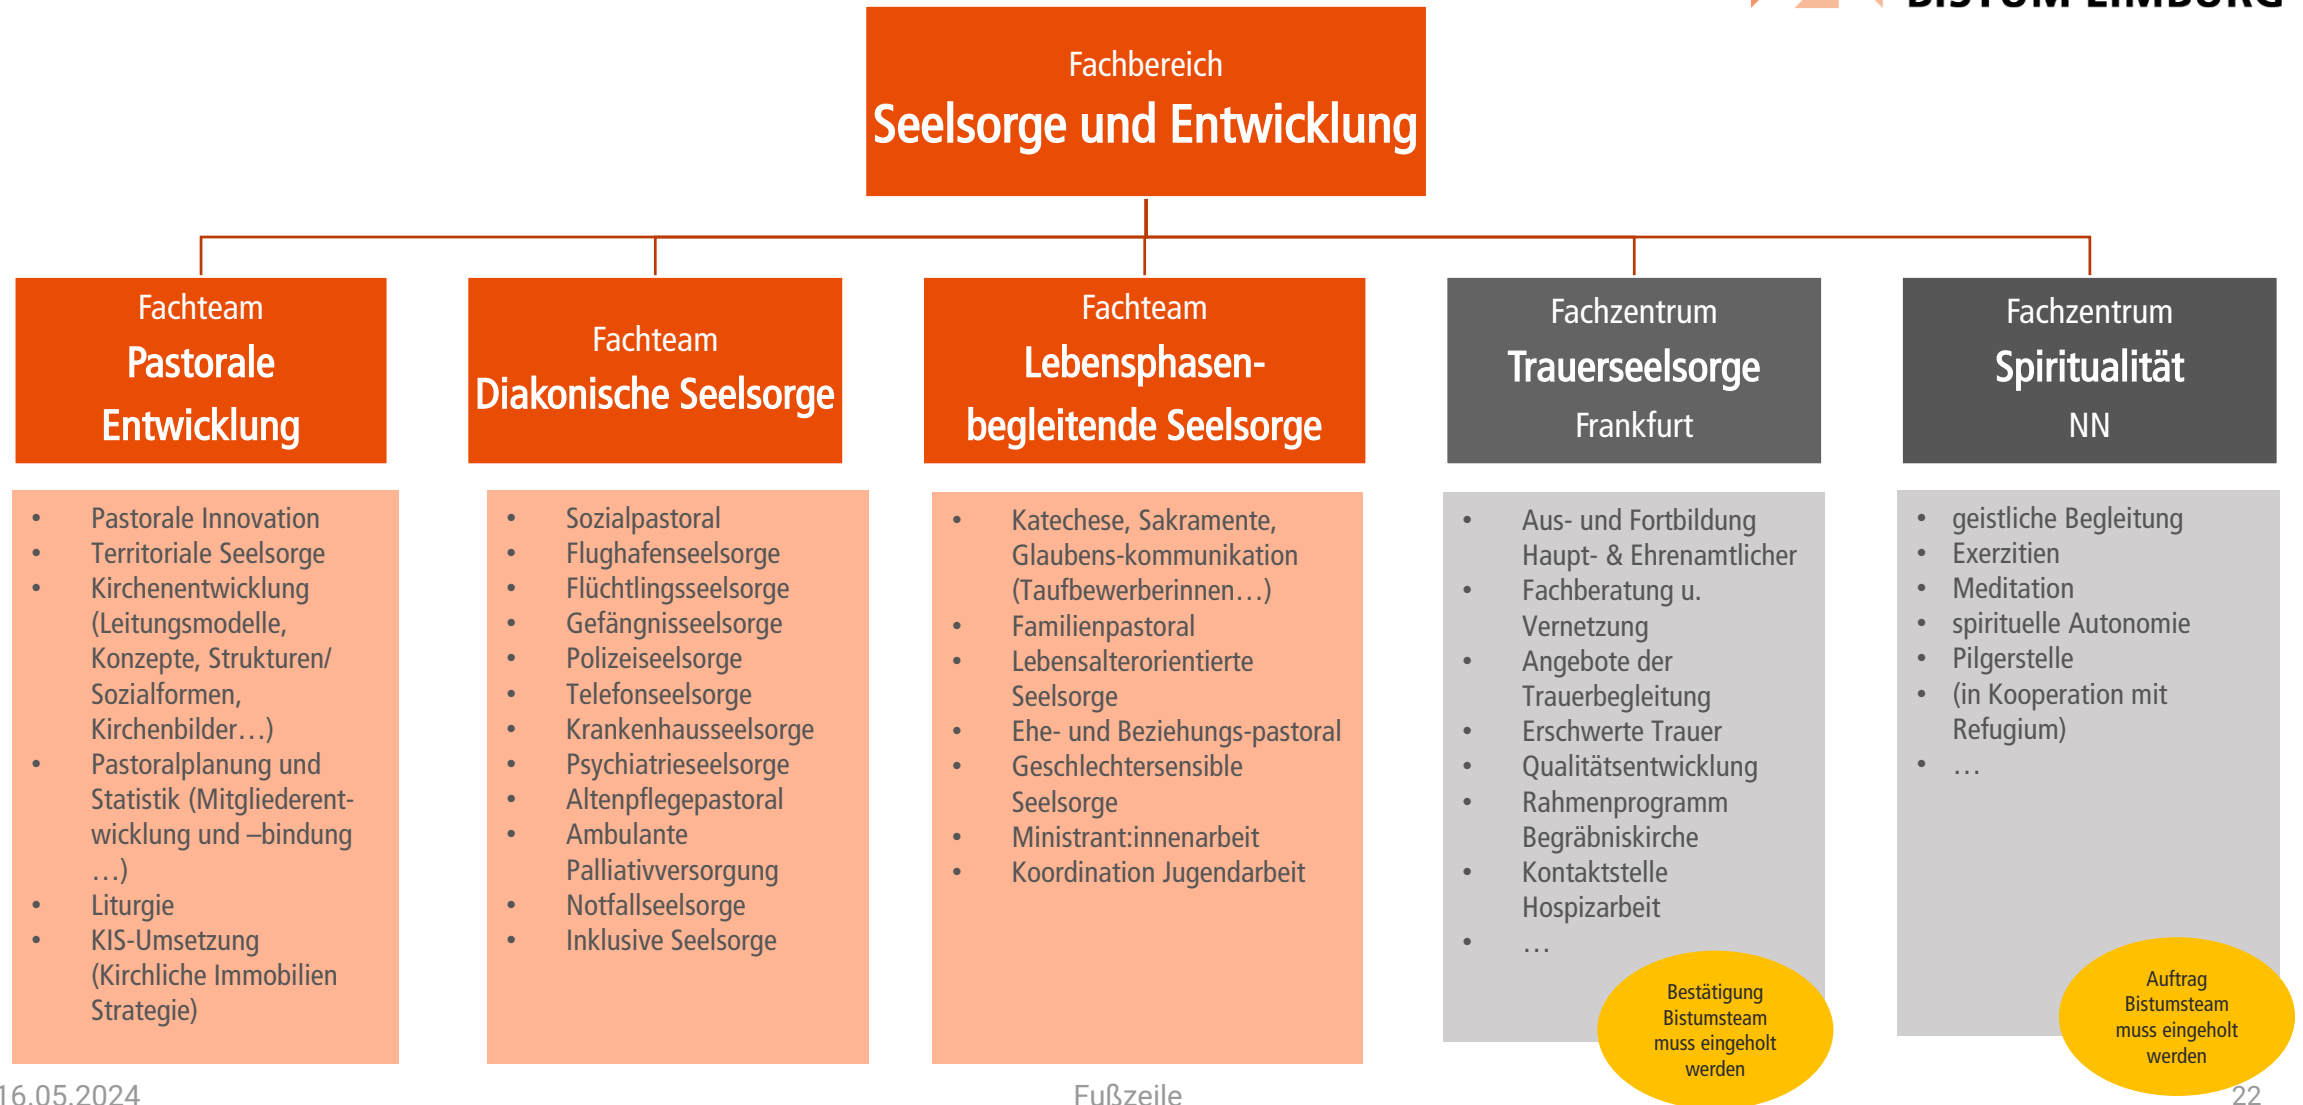 BISTUM LIMBURG
Fachbereich
Seelsorge und Entwicklung
Fachteam
Pastorale
Entwicklung
Fachteam
Diakonische Seelsorge
Fachteam
Lebensphasen-
begleitende Seelsorge
Fachzentrum
Trauerseelsorge
Frankfurt
Fachzentrum
Spiritualität
NN
• Pastorale Innovation
• Territoriale Seelsorge
• Kirchenentwicklung
(Leitungsmodelle,
Konzepte, Strukturen/
Sozialformen,
Kirchenbilder…)
• Pastoralplanung und
Statistik (Mitgliederent-
wicklung und –bindung
…)
• Liturgie
• KIS-Umsetzung
(Kirchliche Immobilien
Strategie)
• Sozialpastoral
• Flughafenseelsorge
• Flüchtlingsseelsorge
• Gefängnisseelsorge
• Polizeiseelsorge
• Telefonseelsorge
• Krankenhausseelsorge
• Psychiatrieseelsorge
• Altenpflegepastoral
• Ambulante
Palliativversorgung
• Notfallseelsorge
• Inklusive Seelsorge
• Katechese, Sakramente,
Glaubens-kommunikation
(Taufbewerberinnen…)
• Familienpastoral
• Lebensalterorientierte
Seelsorge
• Ehe- und Beziehungs-pastoral
• Geschlechtersensible
Seelsorge
• Ministrant:innenarbeit
• Koordination Jugendarbeit
• Aus- und Fortbildung
Haupt- & Ehrenamtlicher
• Fachberatung u.
Vernetzung
• Angebote der
Trauerbegleitung
• Erschwerte Trauer
• Qualitätsentwicklung
• Rahmenprogramm
Begräbniskirche
• Kontaktstelle
Hospizarbeit
• …
Bestätigung
Bistumsteam
muss eingeholt
werden
• geistliche Begleitung
• Exerzitien
• Meditation
• spirituelle Autonomie
• Pilgerstelle
• (in Kooperation mit
Refugium)
• …
Auftrag
Bistumsteam
muss eingeholt
werden
16.05.2024
Fußzeile
22